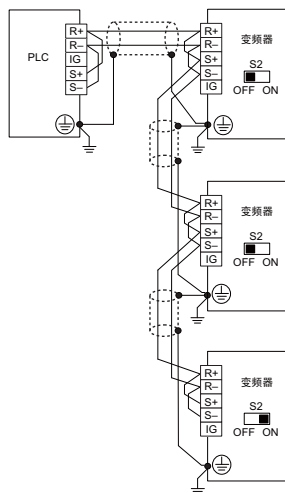 PLC
R+
R−
IG
S+
S−
R+
R−
S+
S−
IG
变频器
S2
OFF ON
R+
R−
S+
S−
IG
变频器
S2
OFF ON
R+
R−
S+
S−
IG
变频器
S2
OFF ON